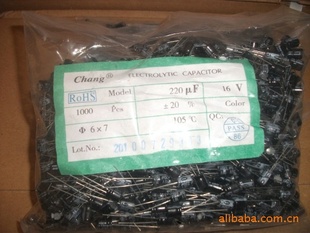 Chang® ELECTROLYTIC CAPACITOR
RoHS Model 220 μF 16 V
1000 Pcs ± 20 % Color
Φ 6×7 105℃ QC:
PASS
Lot.No.:
alibaba.com.cn